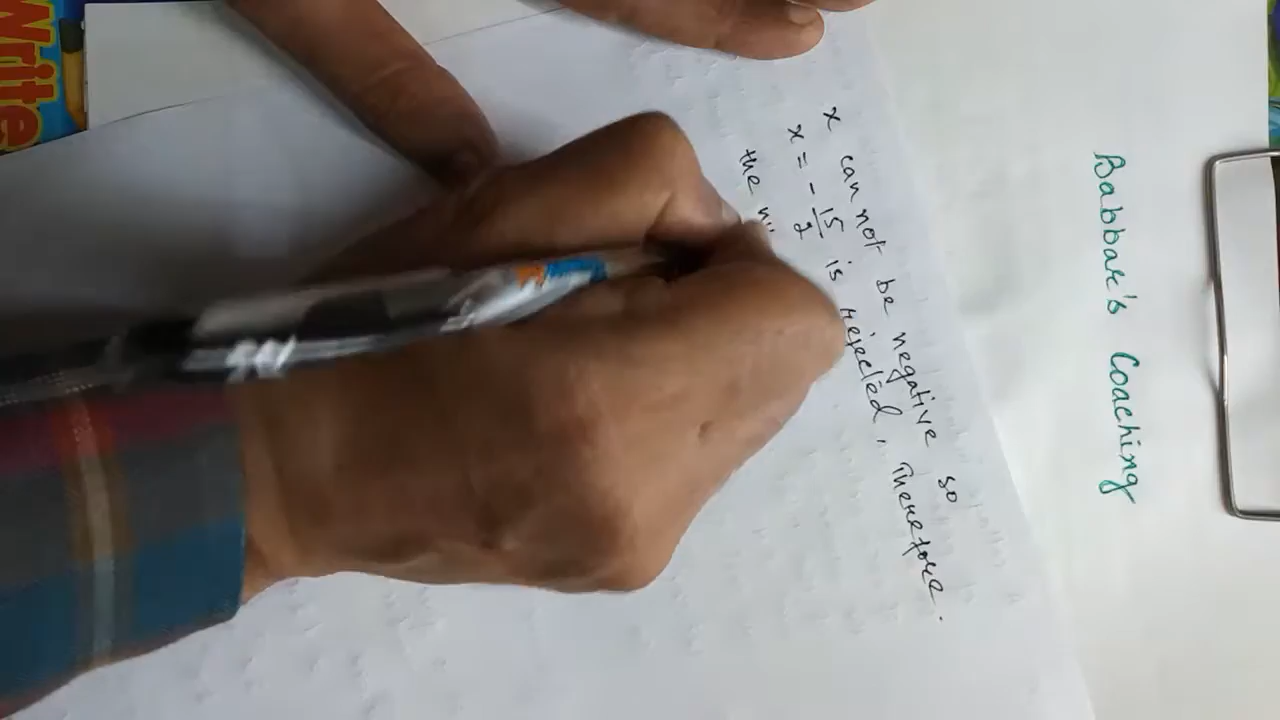 Babbar's Coaching
x can not be negative so
x = -15/2 is rejected. Therefore.
the
Write